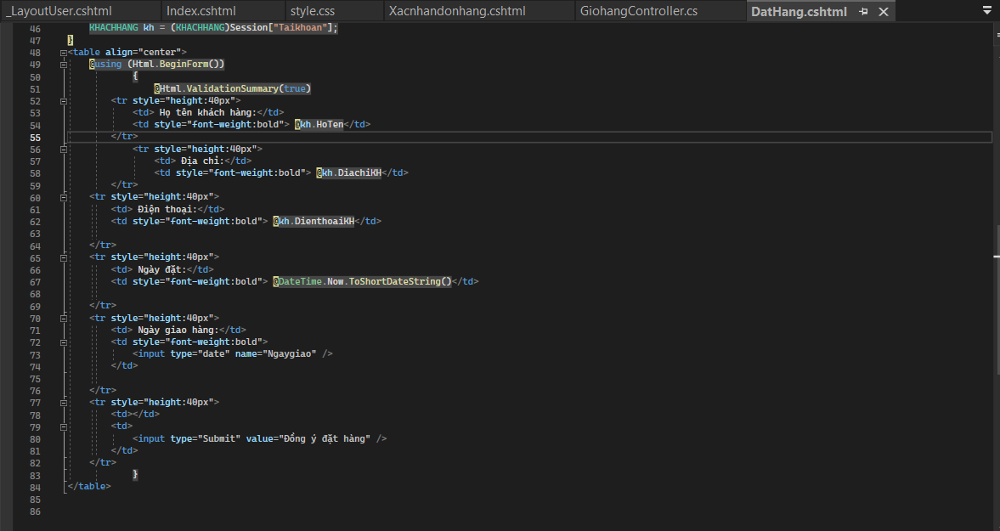 _LayoutUser.cshtml Index.cshtml style.css Xacnhandonhang.cshtml GiohangController.cs DatHang.cshtml
46 KHACHHANG kh = (KHACHHANG)Session["Taikhoan"];
47 }
48 <table align="center">
49 @using (Html.BeginForm())
50 {
51 @Html.ValidationSummary(true)
52 <tr style="height:40px">
53 <td> Họ tên khách hàng:</td>
54 <td style="font-weight:bold"> @kh.HoTen</td>
55 </tr>
56 <tr style="height:40px">
57 <td> Địa chỉ:</td>
58 <td style="font-weight:bold"> @kh.DiachiKH</td>
59 </tr>
60 <tr style="height:40px">
61 <td> Điện thoại:</td>
62 <td style="font-weight:bold"> @kh.DienthoaiKH</td>
63
64 </tr>
65 <tr style="height:40px">
66 <td> Ngày đặt:</td>
67 <td style="font-weight:bold"> @DateTime.Now.ToShortDateString()</td>
68
69 </tr>
70 <tr style="height:40px">
71 <td> Ngày giao hàng:</td>
72 <td style="font-weight:bold">
73 <input type="date" name="Ngaygiao" />
74 </td>
75
76 </tr>
77 <tr style="height:40px">
78 <td></td>
79 <td>
80 <input type="Submit" value="Đồng ý đặt hàng" />
81 </td>
82 </tr>
83 }
84 </table>
85
86